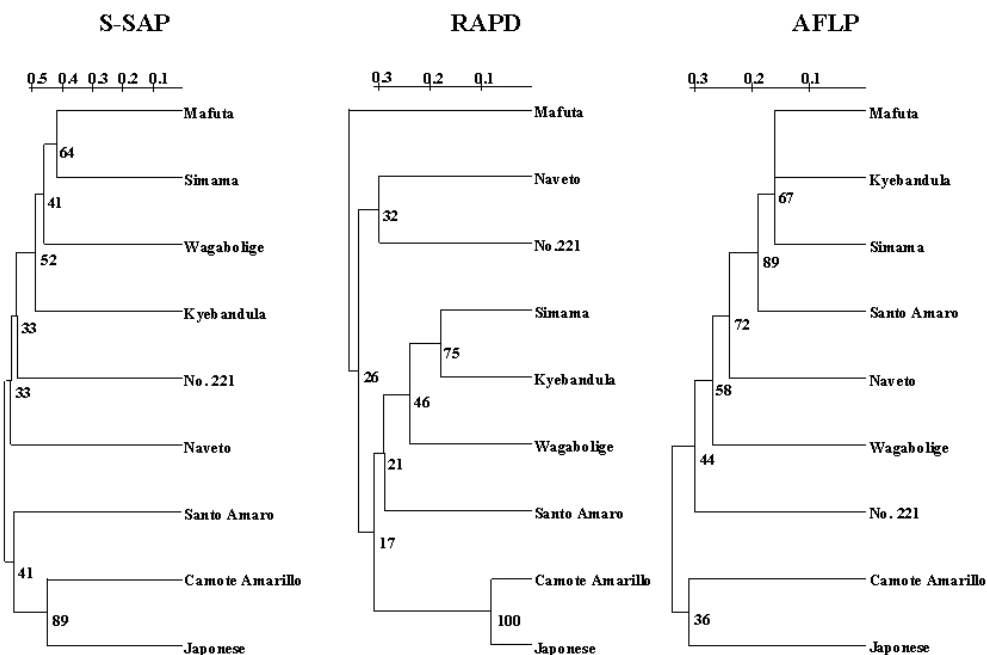 S-SAP
0.5 0.4 0.3 0.2 0.1
Mafuta
64
Simama
41
Wagabolige
52
Kyebandula
33
No. 221
33
Naveto
Santo Amaro
41
Camote Amarillo
89
Japonese
RAPD
0.3 0.2 0.1
Mafuta
Naveto
32
No.221
Simama
75
Kyebandula
26
46
Wagabolige
21
Santo Amaro
17
Camote Amarillo
100
Japonese
AFLP
0.3 0.2 0.1
Mafuta
Kyebandula
67
Simama
89
Santo Amaro
72
Naveto
58
Wagabolige
44
No. 221
Camote Amarillo
36
Japonese